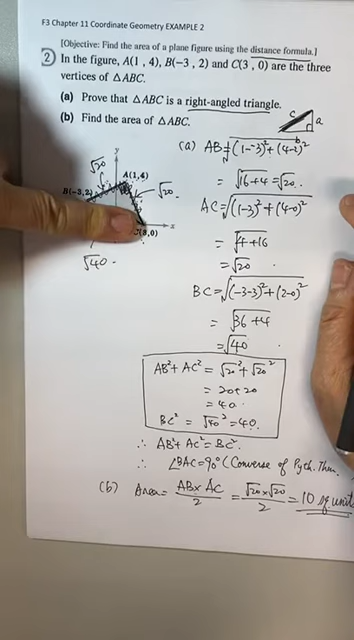 F3 Chapter 11 Coordinate Geometry EXAMPLE 2
[Objective: Find the area of a plane figure using the distance formula.]
2) In the figure, A(1 , 4), B(−3 , 2) and C(3 , 0) are the three
vertices of △ABC.
(a) Prove that △ABC is a right-angled triangle.
(b) Find the area of △ABC.
c a
b
(a) AB=√(1--3)²+(4-2)²
= √16+4 =√20.
AC=√(1-3)²+(4-0)²
= √4+16
=√20
BC=√(-3-3)²+(2-0)²
= √36+4
=√40
y
√20
A(1,4)
B(−3,2)
√20.
x
(3,0)
√40.
AB²+AC² = √20²+√20²
= 20+20
= 40.
BC² = √40² =40.
∴ AB²+AC²=BC²
∴ ∠BAC=90° (Converse of Pyth. Thm.
(b) Area= AB×AC/2 = √20×√20/2 = 10 sq unit